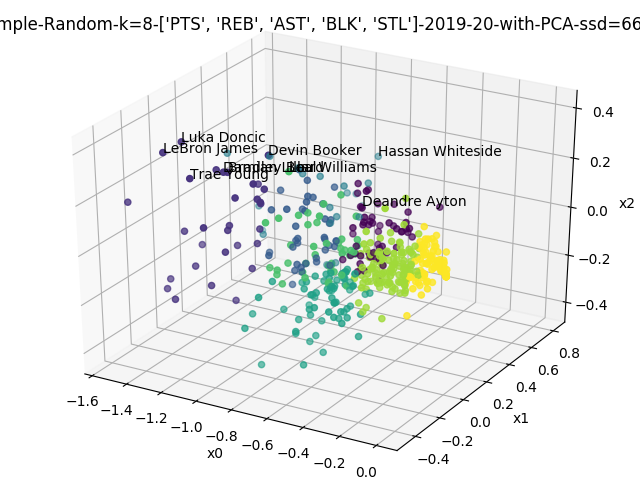 mple-Random-k=8-['PTS', 'REB', 'AST', 'BLK', 'STL']-2019-20-with-PCA-ssd=66
Luka Doncic
LeBron James
Devin Booker
Hassan Whiteside
Williams
Trae Young
Deandre Ayton
0.4
0.2
x2
0.0
−0.2
−0.4
0.8
0.6
0.4
0.2
x1
0.0
−0.2
−0.4
−1.6
−1.4
−1.2
−1.0
−0.8
−0.6
−0.4
−0.2
0.0
x0